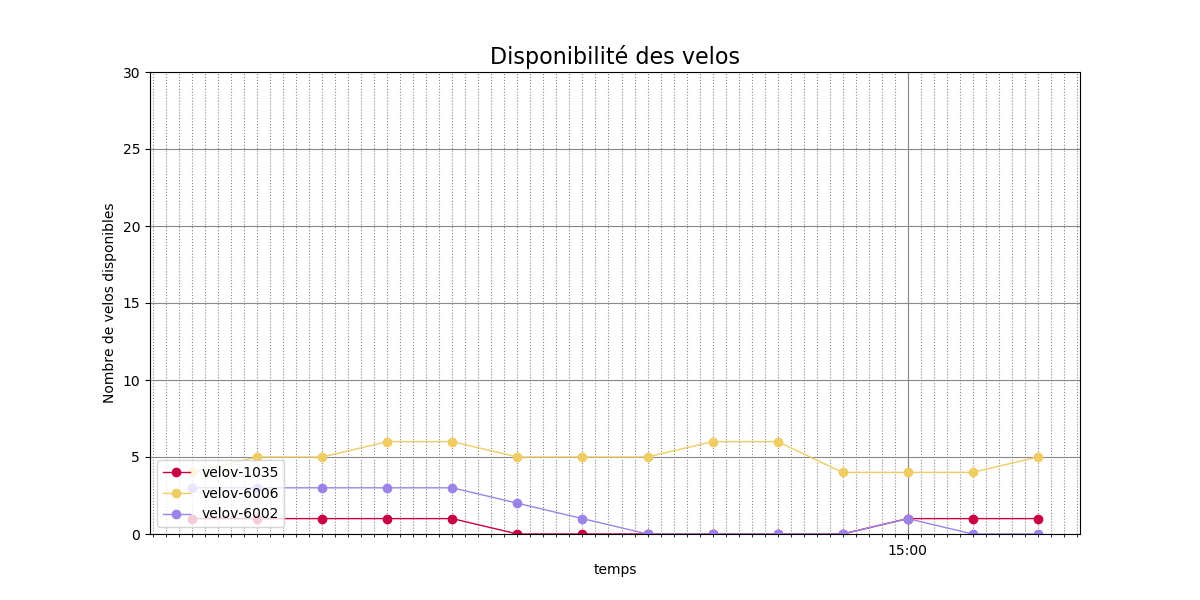 Disponibilité des velos
Nombre de velos disponibles
30
25
20
15
10
5
0
velov-1035
velov-6006
velov-6002
15:00
temps